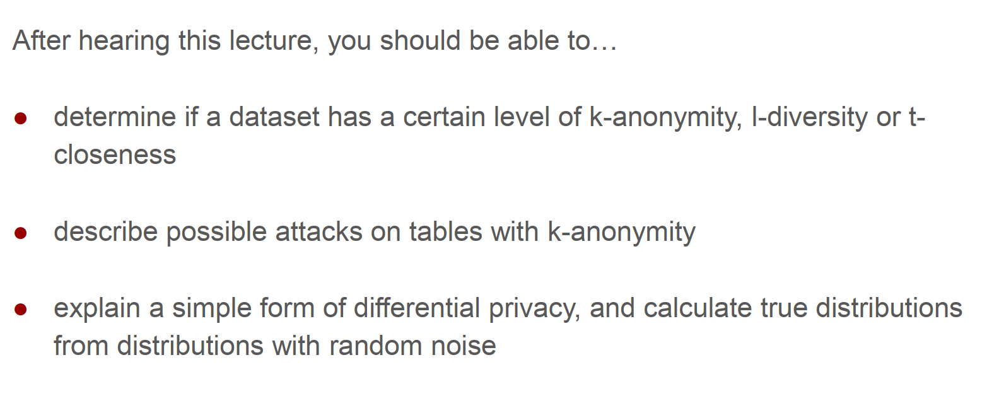 After hearing this lecture, you should be able to…
● determine if a dataset has a certain level of k-anonymity, l-diversity or t-
closeness
● describe possible attacks on tables with k-anonymity
● explain a simple form of differential privacy, and calculate true distributions
from distributions with random noise